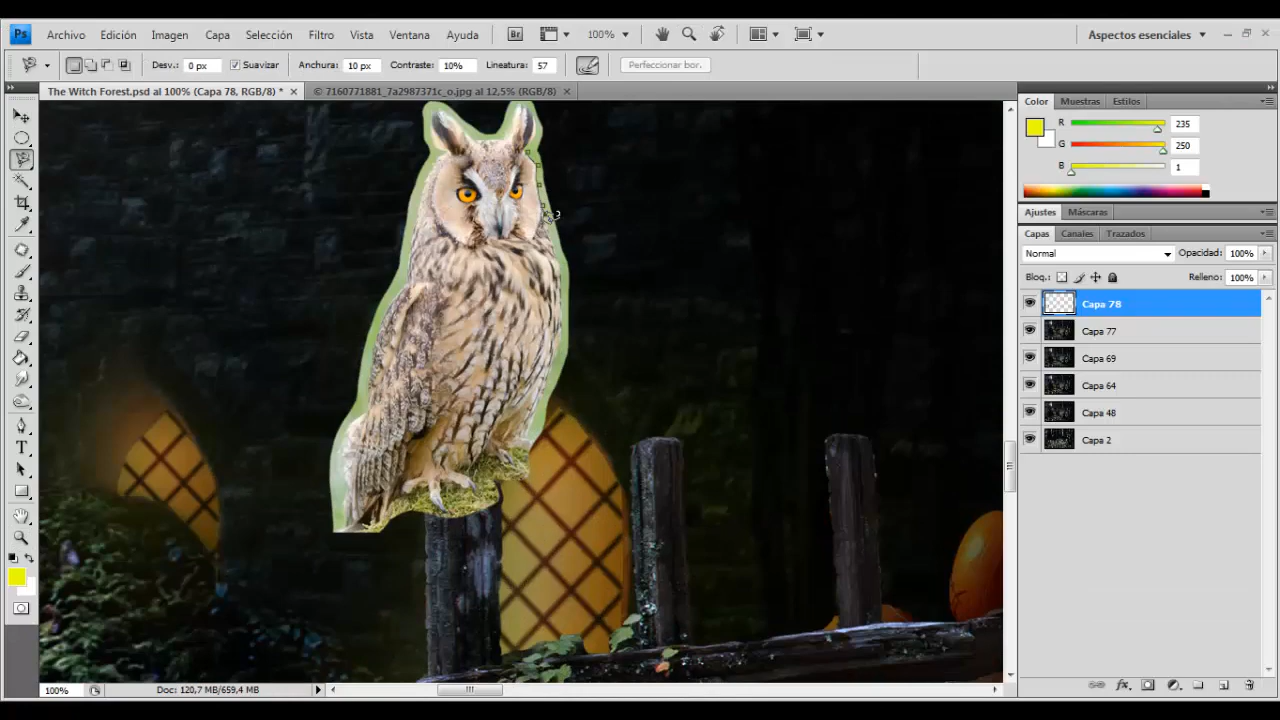 Ps Archivo Edición Imagen Capa Selección Filtro Vista Ventana Ayuda Br 100% Aspectos esenciales
Desv.: 0 px Suavizar Anchura: 10 px Contraste: 10% Lineatura: 57 Perfeccionar bor.
The Witch Forest.psd al 100% (Capa 78, RGB/8) * × © 7160771881_7a2987371c_o.jpg al 12,5% (RGB/8) ×
Color Muestras Estilos
R 235
G 250
B 1
Ajustes Máscaras
Capas Canales Trazados
Normal Opacidad: 100%
Bloq.: Relleno: 100%
Capa 78
Capa 77
Capa 69
Capa 64
Capa 48
Capa 2
T
100% Doc: 120,7 MB/659,4 MB
fx